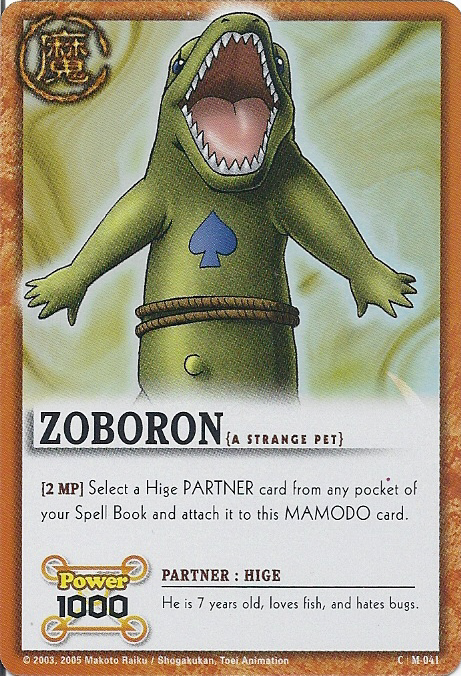 魔
ZOBORON {A STRANGE PET}
[2 MP] Select a Hige PARTNER card from any pocket of
your Spell Book and attach it to this MAMODO card.
Power
1000
PARTNER : HIGE
He is 7 years old, loves fish, and hates bugs.
© 2003, 2005 Makoto Raiku / Shogakukan, Toei Animation
C | M-041